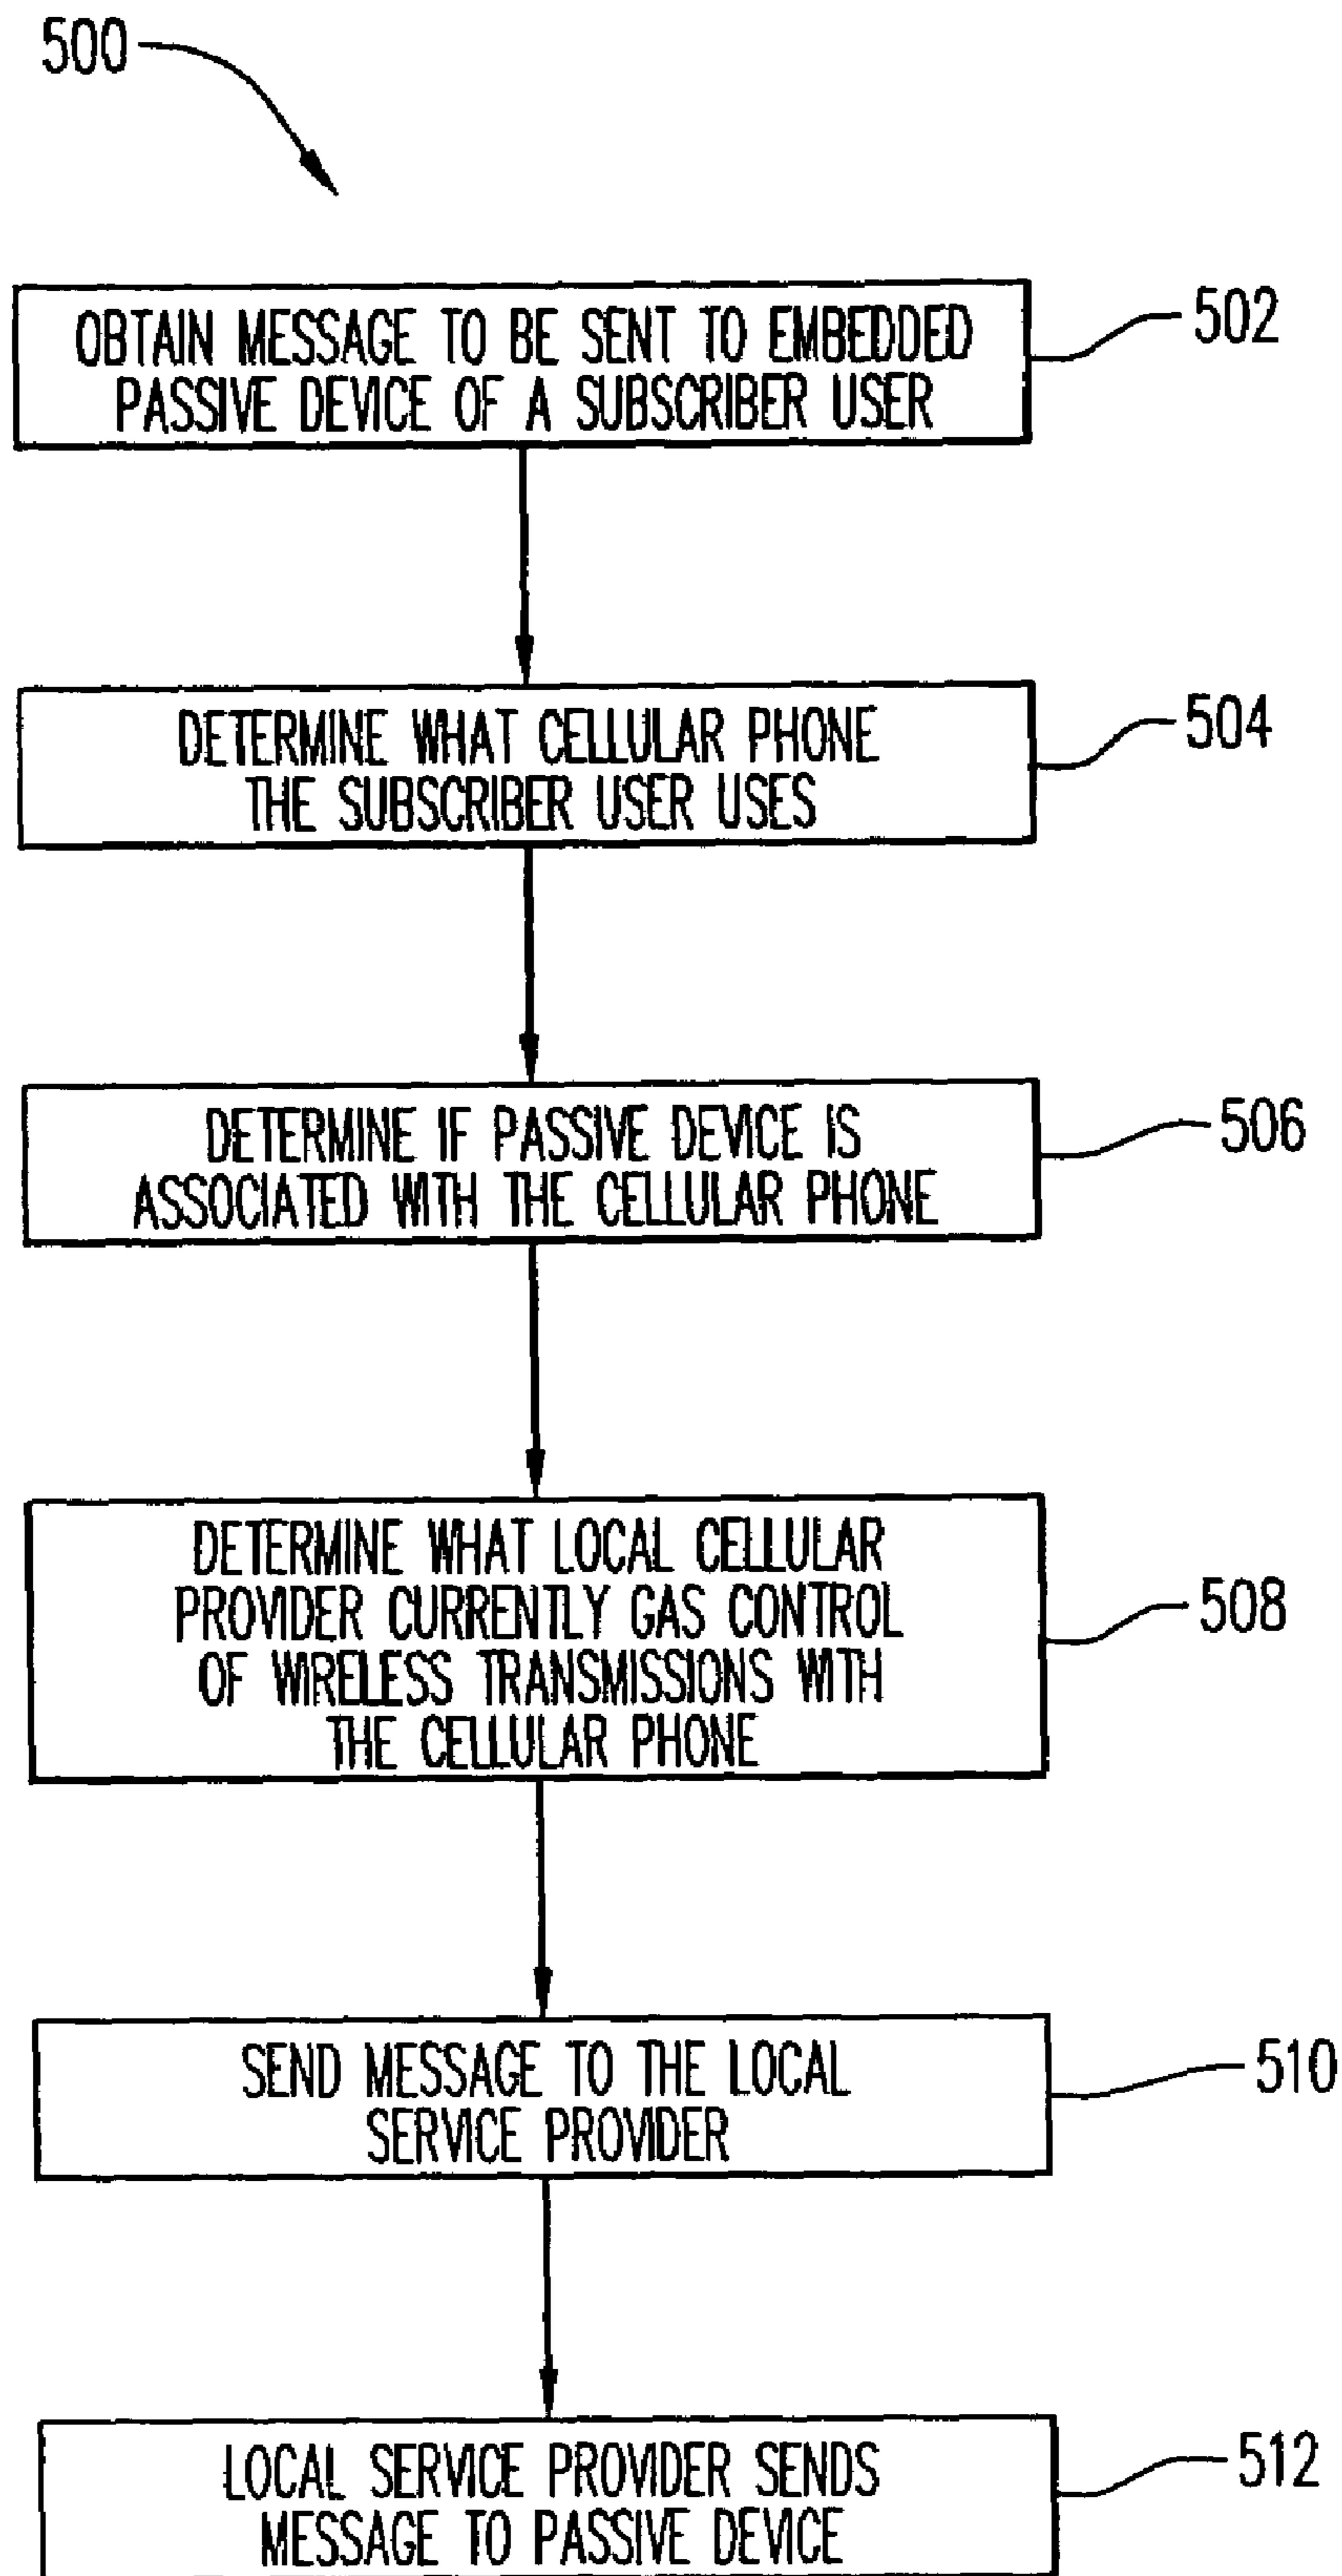 500
OBTAIN MESSAGE TO BE SENT TO EMBEDDED
PASSIVE DEVICE OF A SUBSCRIBER USER
502
DETERMINE WHAT CELLULAR PHONE
THE SUBSCRIBER USER USES
504
DETERMINE IF PASSIVE DEVICE IS
ASSOCIATED WITH THE CELLULAR PHONE
506
DETERMINE WHAT LOCAL CELLULAR
PROVIDER CURRENTLY GAS CONTROL
OF WIRELESS TRANSMISSIONS WITH
THE CELLULAR PHONE
508
SEND MESSAGE TO THE LOCAL
SERVICE PROVIDER
510
LOCAL SERVICE PROVIDER SENDS
MESSAGE TO PASSIVE DEVICE
512